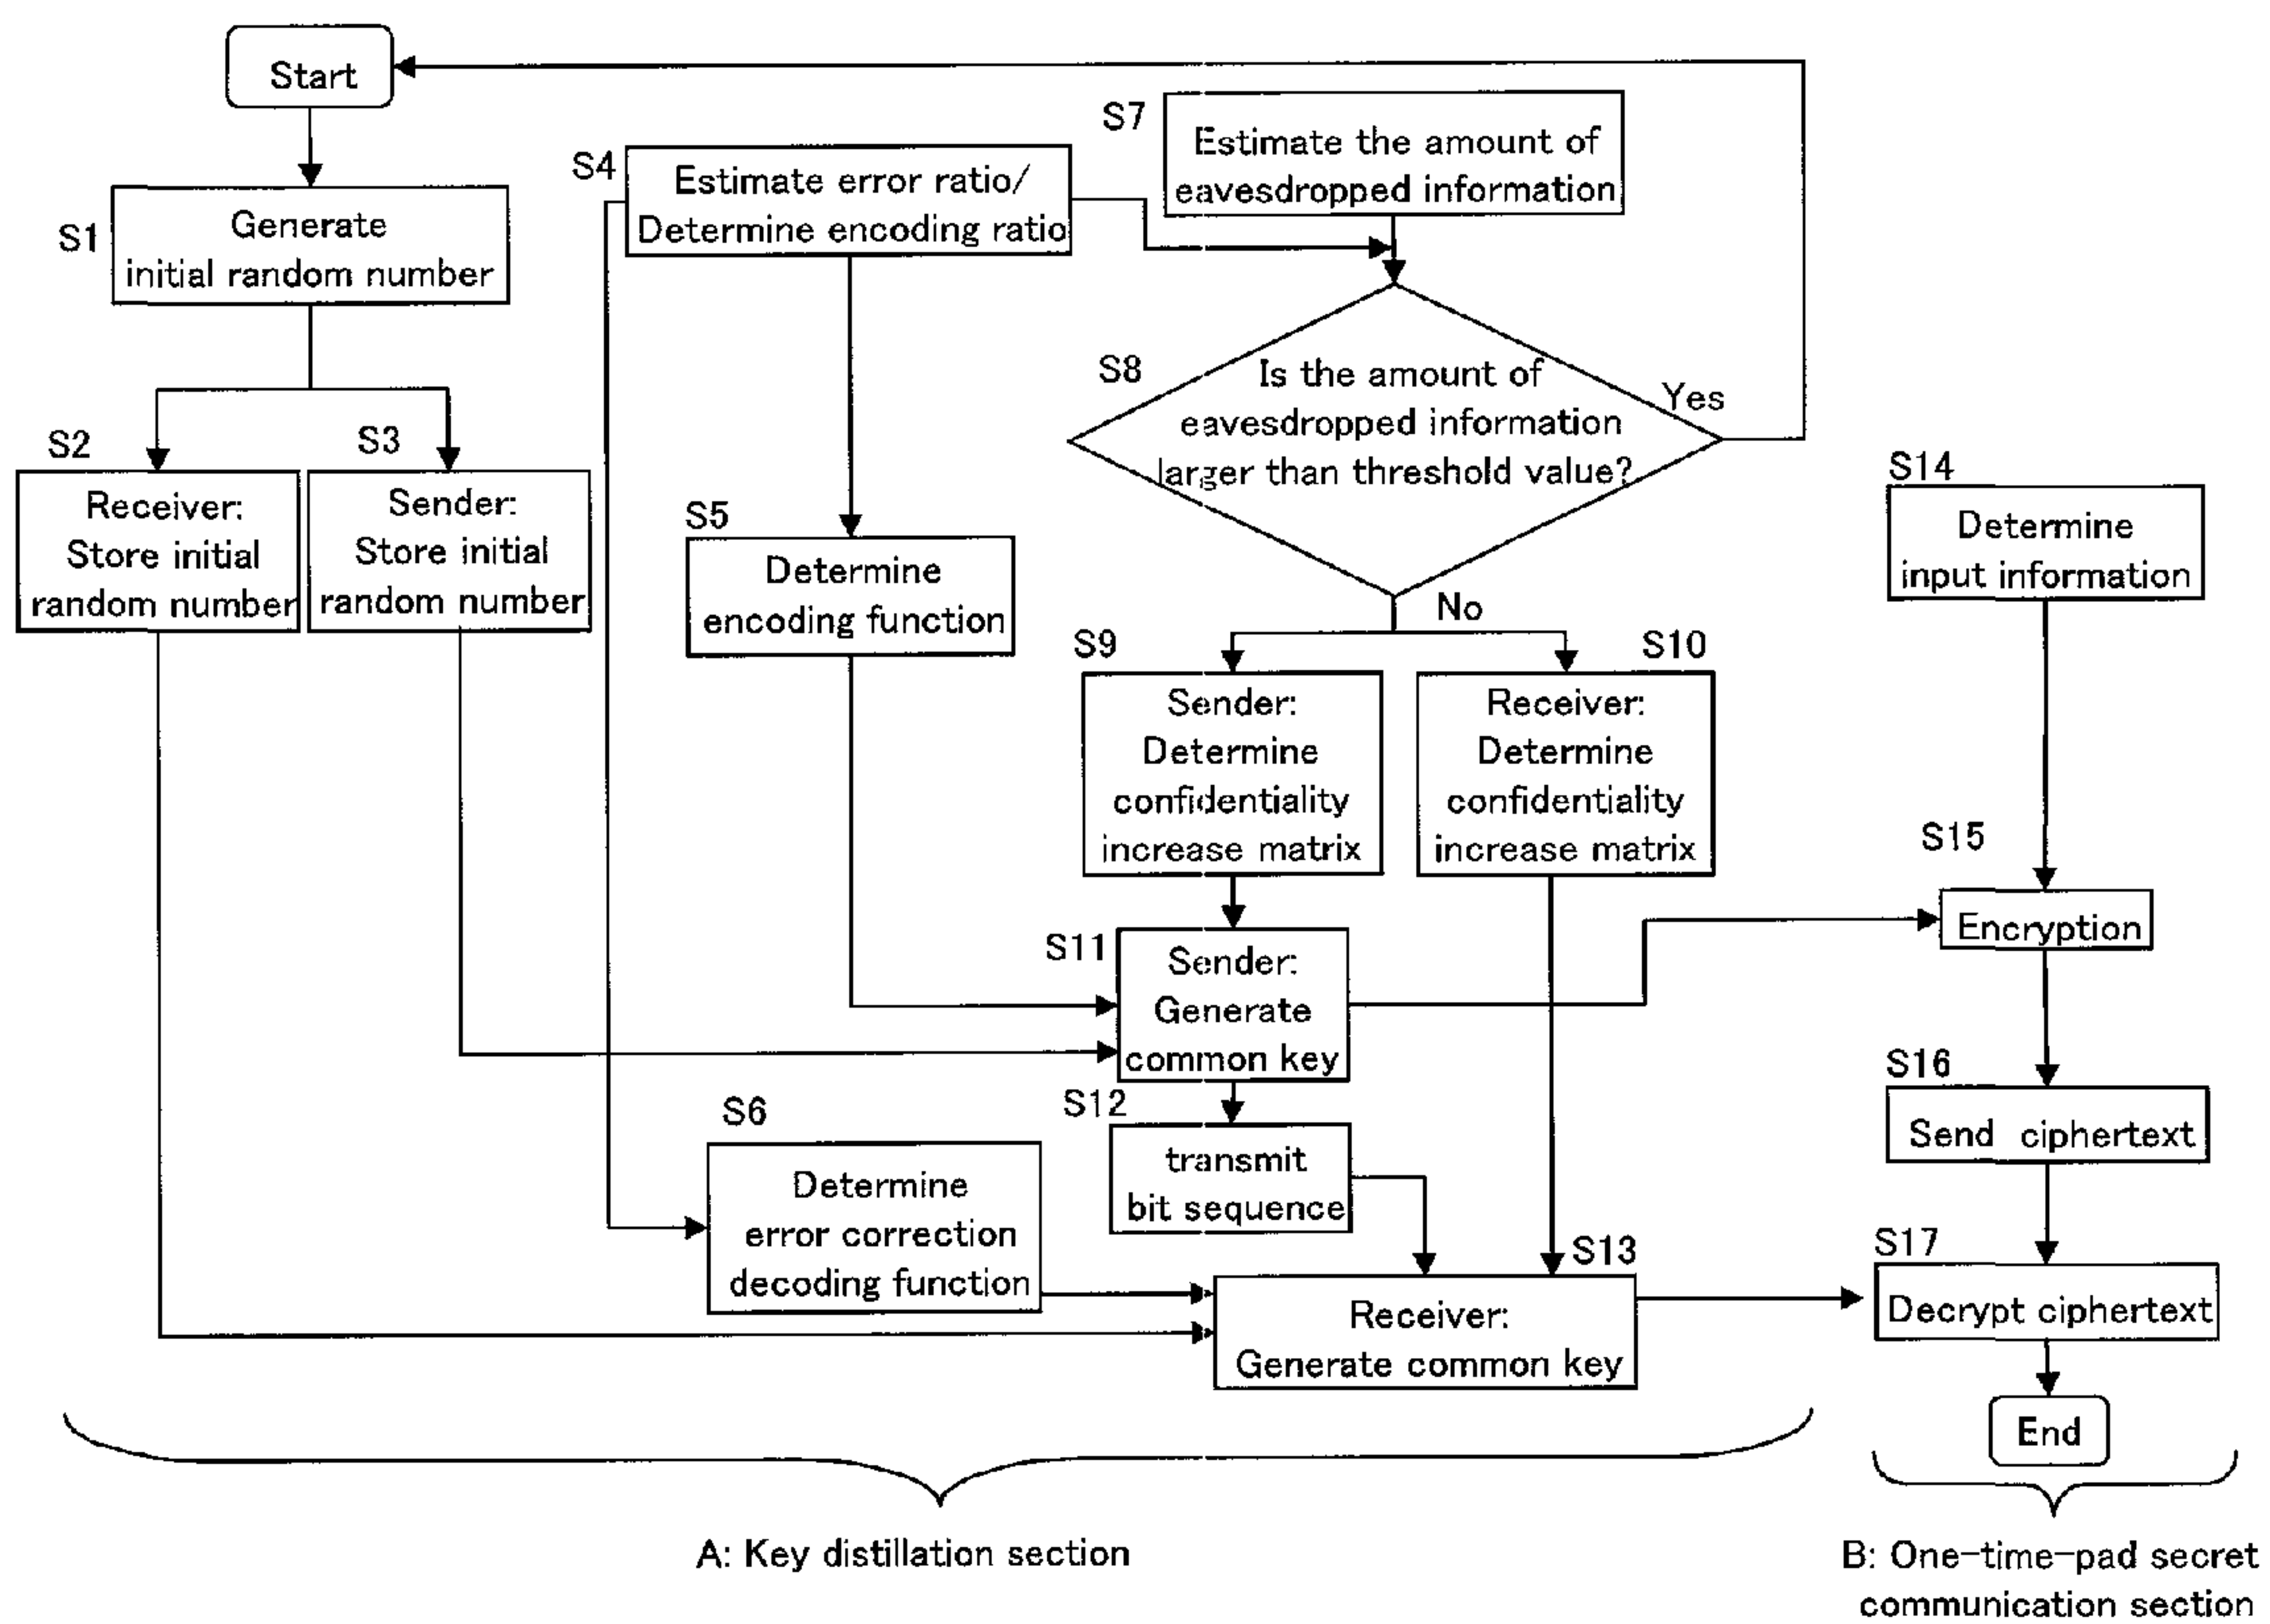 Start
S1
Generate
initial random number
S2
Receiver:
Store initial
random number
S3
Sender:
Store initial
random number
S4
Estimate error ratio/
Determine encoding ratio
S5
Determine
encoding function
S6
Determine
error correction
decoding function
S7
Estimate the amount of
eavesdropped information
S8
Is the amount of
eavesdropped information
larger than threshold value?
Yes
No
S9
Sender:
Determine
confidentiality
increase matrix
S10
Receiver:
Determine
confidentiality
increase matrix
S11
Sender:
Generate
common key
S12
transmit
bit sequence
S13
Receiver:
Generate common key
S14
Determine
input information
S15
Encryption
S16
Send ciphertext
S17
Decrypt ciphertext
End
A: Key distillation section
B: One-time-pad secret
communication section